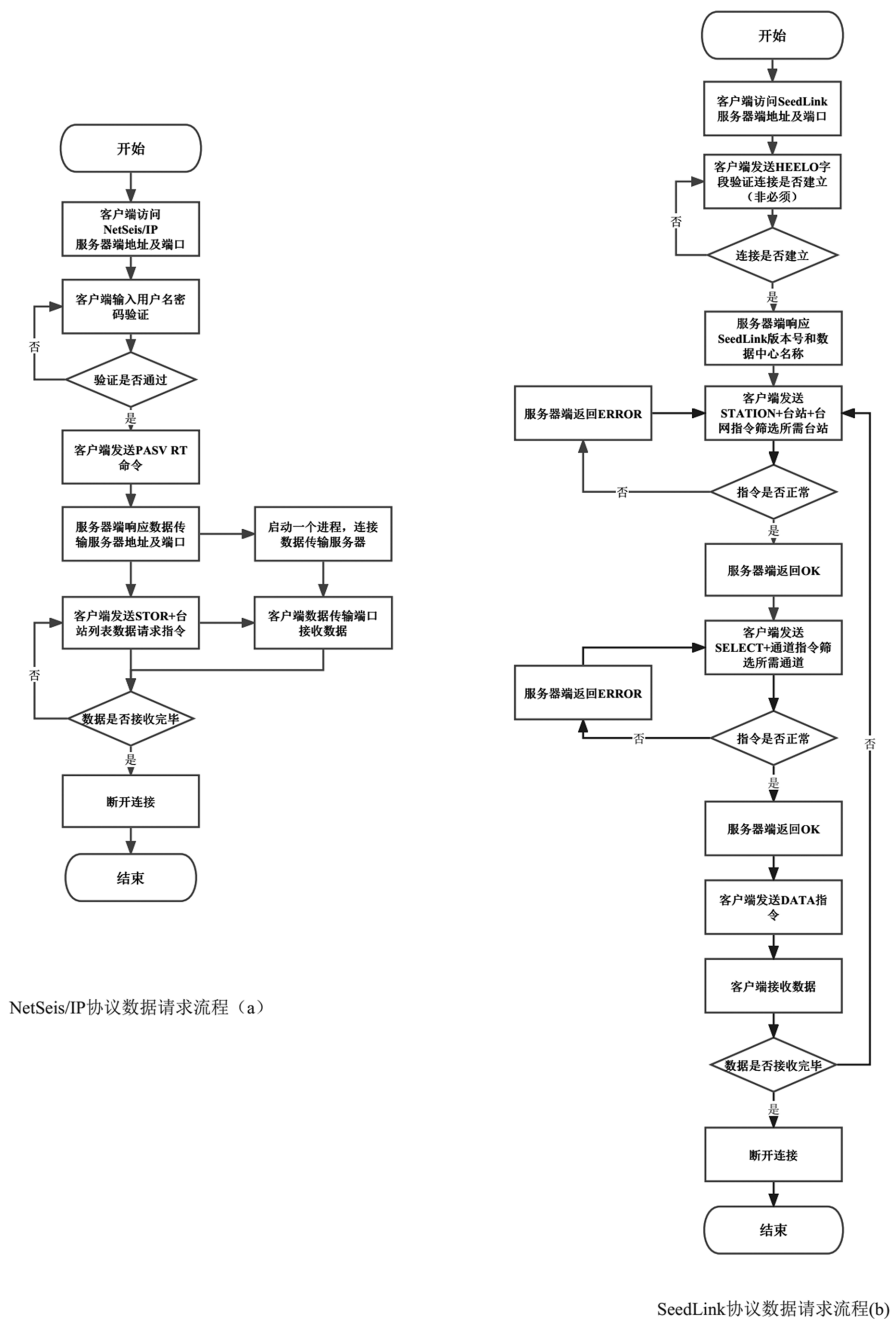 开始
客户端访问
NetSeis/IP
服务器端地址及端口
客户端输入用户名密
码验证
否
验证是否通过
是
客户端发送PASV RT
命令
服务器端响应数据传
输服务器地址及端口
启动一个进程，连接
数据传输服务器
客户端发送STOR+台
站列表数据请求指令
客户端数据传输端口
接收数据
否
数据是否接收完毕
是
断开连接
结束
NetSeis/IP协议数据请求流程（a）
开始
客户端访问SeedLink
服务器端地址及端口
客户端发送HEELO字
段验证连接是否建立
（非必须）
否
连接是否建立
是
服务器端响应
SeedLink版本号和数
据中心名称
客户端发送
STATION+台站+台
网指令筛选所需台站
服务器端返回ERROR
否
指令是否正常
是
服务器端返回OK
客户端发送
SELECT+通道指令筛
选所需通道
服务器端返回ERROR
否
指令是否正常
否
是
服务器端返回OK
客户端发送DATA指
令
客户端接收数据
数据是否接收完毕
是
断开连接
结束
SeedLink协议数据请求流程(b)